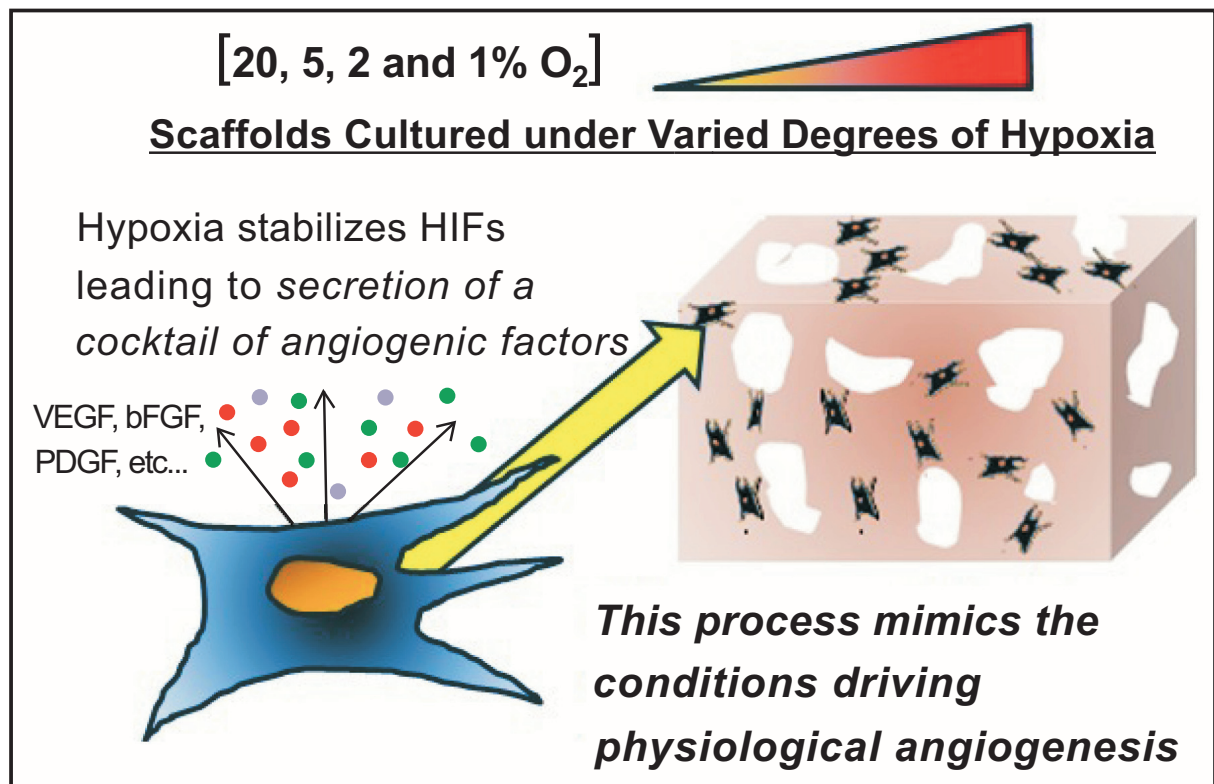 [20, 5, 2 and 1% O₂]
Scaffolds Cultured under Varied Degrees of Hypoxia
Hypoxia stabilizes HIFs
leading to secretion of a
cocktail of angiogenic factors
VEGF, bFGF,
PDGF, etc...
This process mimics the
conditions driving
physiological angiogenesis